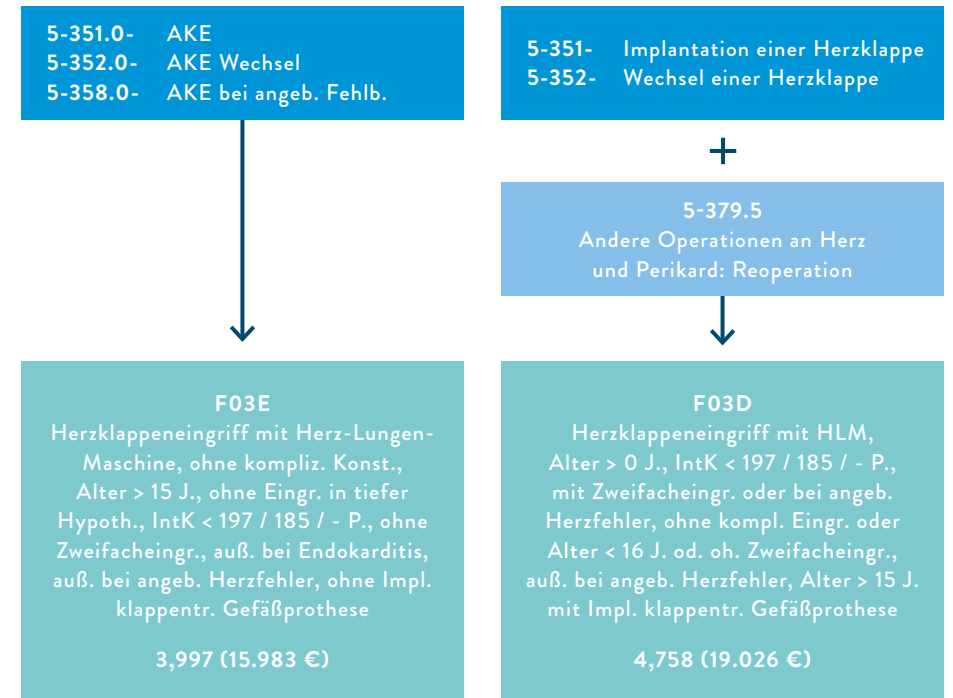 5-351.0- AKE
5-352.0- AKE Wechsel
5-358.0- AKE bei angeb. Fehlb.
F03E
Herzklappeneingriff mit Herz-Lungen-
Maschine, ohne kompliz. Konst.,
Alter > 15 J., ohne Eingr. in tiefer
Hypoth., IntK < 197 / 185 / - P., ohne
Zweifacheingr., auß. bei Endokarditis,
auß. bei angeb. Herzfehler, ohne Impl.
klappentr. Gefäßprothese
3,997 (15.983 €)
5-351- Implantation einer Herzklappe
5-352- Wechsel einer Herzklappe
+
5-379.5
Andere Operationen an Herz
und Perikard: Reoperation
F03D
Herzklappeneingriff mit HLM,
Alter > 0 J., IntK < 197 / 185 / - P.,
mit Zweifacheingr. oder bei angeb.
Herzfehler, ohne kompl. Eingr. oder
Alter < 16 J. od. oh. Zweifacheingr.,
auß. bei angeb. Herzfehler, Alter > 15 J.
mit Impl. klappentr. Gefäßprothese
4,758 (19.026 €)